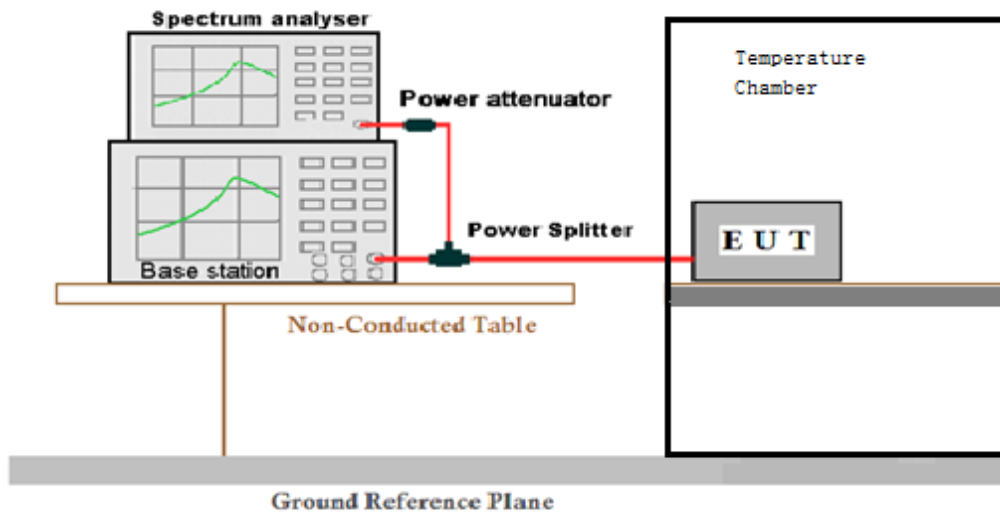 Spectrum analyser
Temperature
Chamber
Power attenuator
Power Splitter
E U T
Base station
Non-Conducted Table
Ground Reference Plane